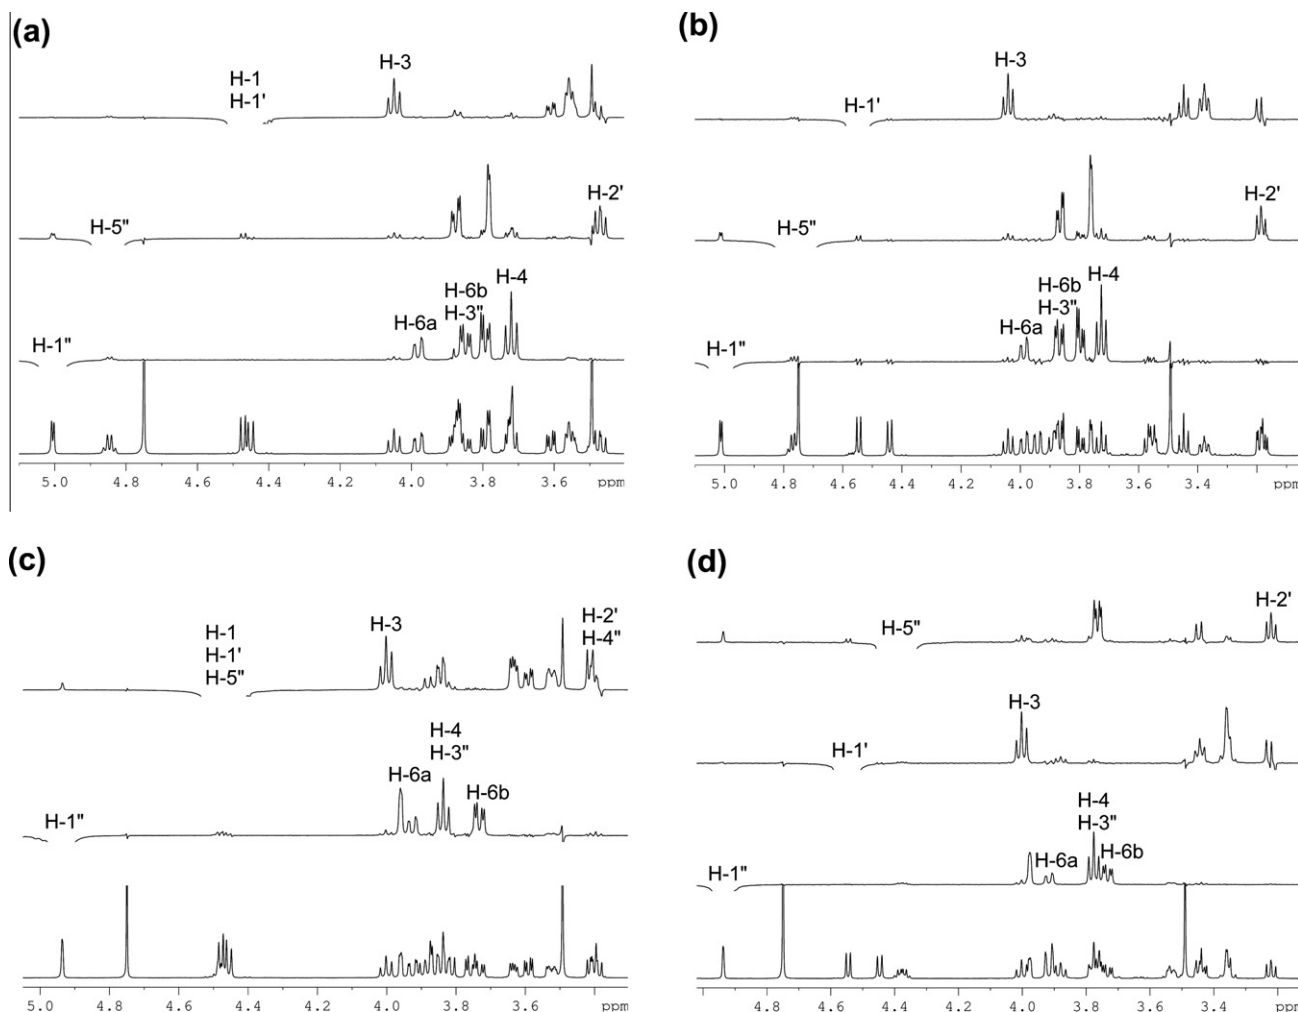 (a)
H-1
H-1'
H-3
H-5"
H-2'
H-1"
H-6a
H-6b
H-3"
H-4
5.0 4.8 4.6 4.4 4.2 4.0 3.8 3.6 ppm
(b)
H-1'
H-3
H-5"
H-2'
H-1"
H-6a
H-6b
H-3"
H-4
5.0 4.8 4.6 4.4 4.2 4.0 3.8 3.6 3.4 ppm
(c)
H-1
H-1'
H-5"
H-3
H-2'
H-4"
H-1"
H-6a
H-4
H-3"
H-6b
5.0 4.8 4.6 4.4 4.2 4.0 3.8 3.6 ppm
(d)
H-5"
H-2'
H-1'
H-3
H-1"
H-6a
H-4
H-3"
H-6b
4.8 4.6 4.4 4.2 4.0 3.8 3.6 3.4 ppm